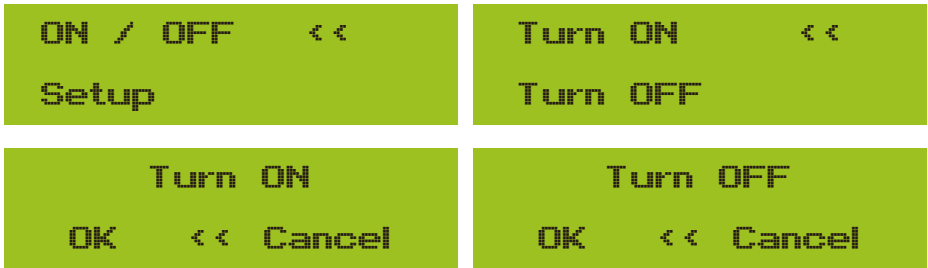 ON / OFF <<
Setup
Turn ON <<
Turn OFF
Turn ON
OK << Cancel
Turn OFF
OK << Cancel